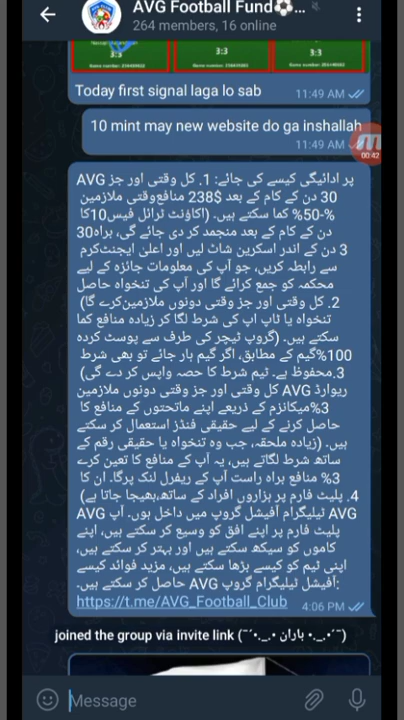 AVG Football Fund⚽...
264 members, 16 online
3:3
3:3
3:3
Today first signal laga lo sab
11:49 AM
10 mint may new website do ga inshallah
11:49 AM
00:42
پر ادائیگی کیسے کی جائے: 1. کل وقتی اور جز AVG
30 دن کے کام کے بعد 238$ منافع‌وقتی ملازمین
%50-% کما سکتے ہیں. (اکاؤنٹ ٹرائل فیس10کا
دن کے کام کے بعد منجمد کر دی جائے گی، براہ30
3 دن کے اندر اسکرین شاٹ لیں اور اعلیٰ ایجنٹ‌کرم
سے رابطہ کریں، جو آپ کی معلومات جائزہ کے لیے
محکمہ کو جمع کرائے گا اور آپ کی تنخواہ حاصل
2. کل وقتی اور جز وقتی دونوں ملازمین‌کرے گا)
تنخواہ یا ٹاپ اپ کی شرط لگا کر زیادہ منافع کما
سکتے ہیں. (گروپ ٹیچر کی طرف سے پوسٹ کردہ
100%گیم کے مطابق، اگر گیم ہار جائے تو بھی شرط
3.محفوظ ہے. ٹیم شرط کا حصہ واپس کر دے گی)
ریوارڈ AVG کل وقتی اور جز وقتی دونوں ملازمین
3%میکانزم کے ذریعے اپنے ماتحتوں کے منافع کا
حاصل کرنے کے لیے حقیقی فنڈز استعمال کر سکتے
ہیں. (زیادہ ملحقہ، جب وہ تنخواہ یا حقیقی رقم کے
ساتھ شرط لگاتے ہیں، یہ آپ کے منافع کا تعین کرے
3% منافع براہ راست آپ کے ریفرل لنک پرگا. ان کا
4. پلیٹ فارم پر ہزاروں افراد کے ساتھ.بھیجا جاتا ہے)
AVG ٹیلیگرام آفیشل گروپ میں داخل ہوں. آپ AVG
پلیٹ فارم پر اپنے افق کو وسیع کر سکتے ہیں، اپنے
کاموں کو سیکھ سکتے ہیں اور بہتر کر سکتے ہیں،
اپنی ٹیم کو کیسے بڑھا سکتے ہیں، مزید فوائد کیسے
آفیشل ٹیلیگرام گروپ AVG حاصل کر سکتے ہیں.:
https://t.me/AVG_Football_Club
4:06 PM
joined the group via invite link (¯´•._.• باران •._.•´¯)
Message